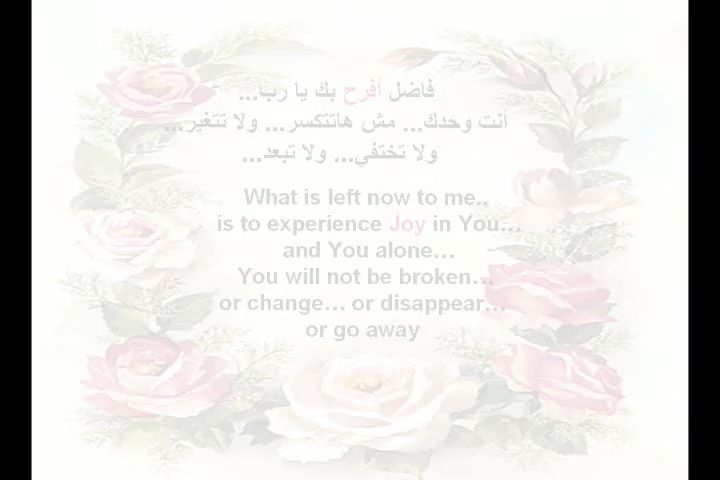 فاضل أفرح بك يا رب...
أنت وحدك... مش هاتتكسر... ولا تتغير...
ولا تختفي... ولا تبعد...
What is left now to me..
is to experience Joy in You...
and You alone...
You will not be broken...
or change... or disappear...
or go away